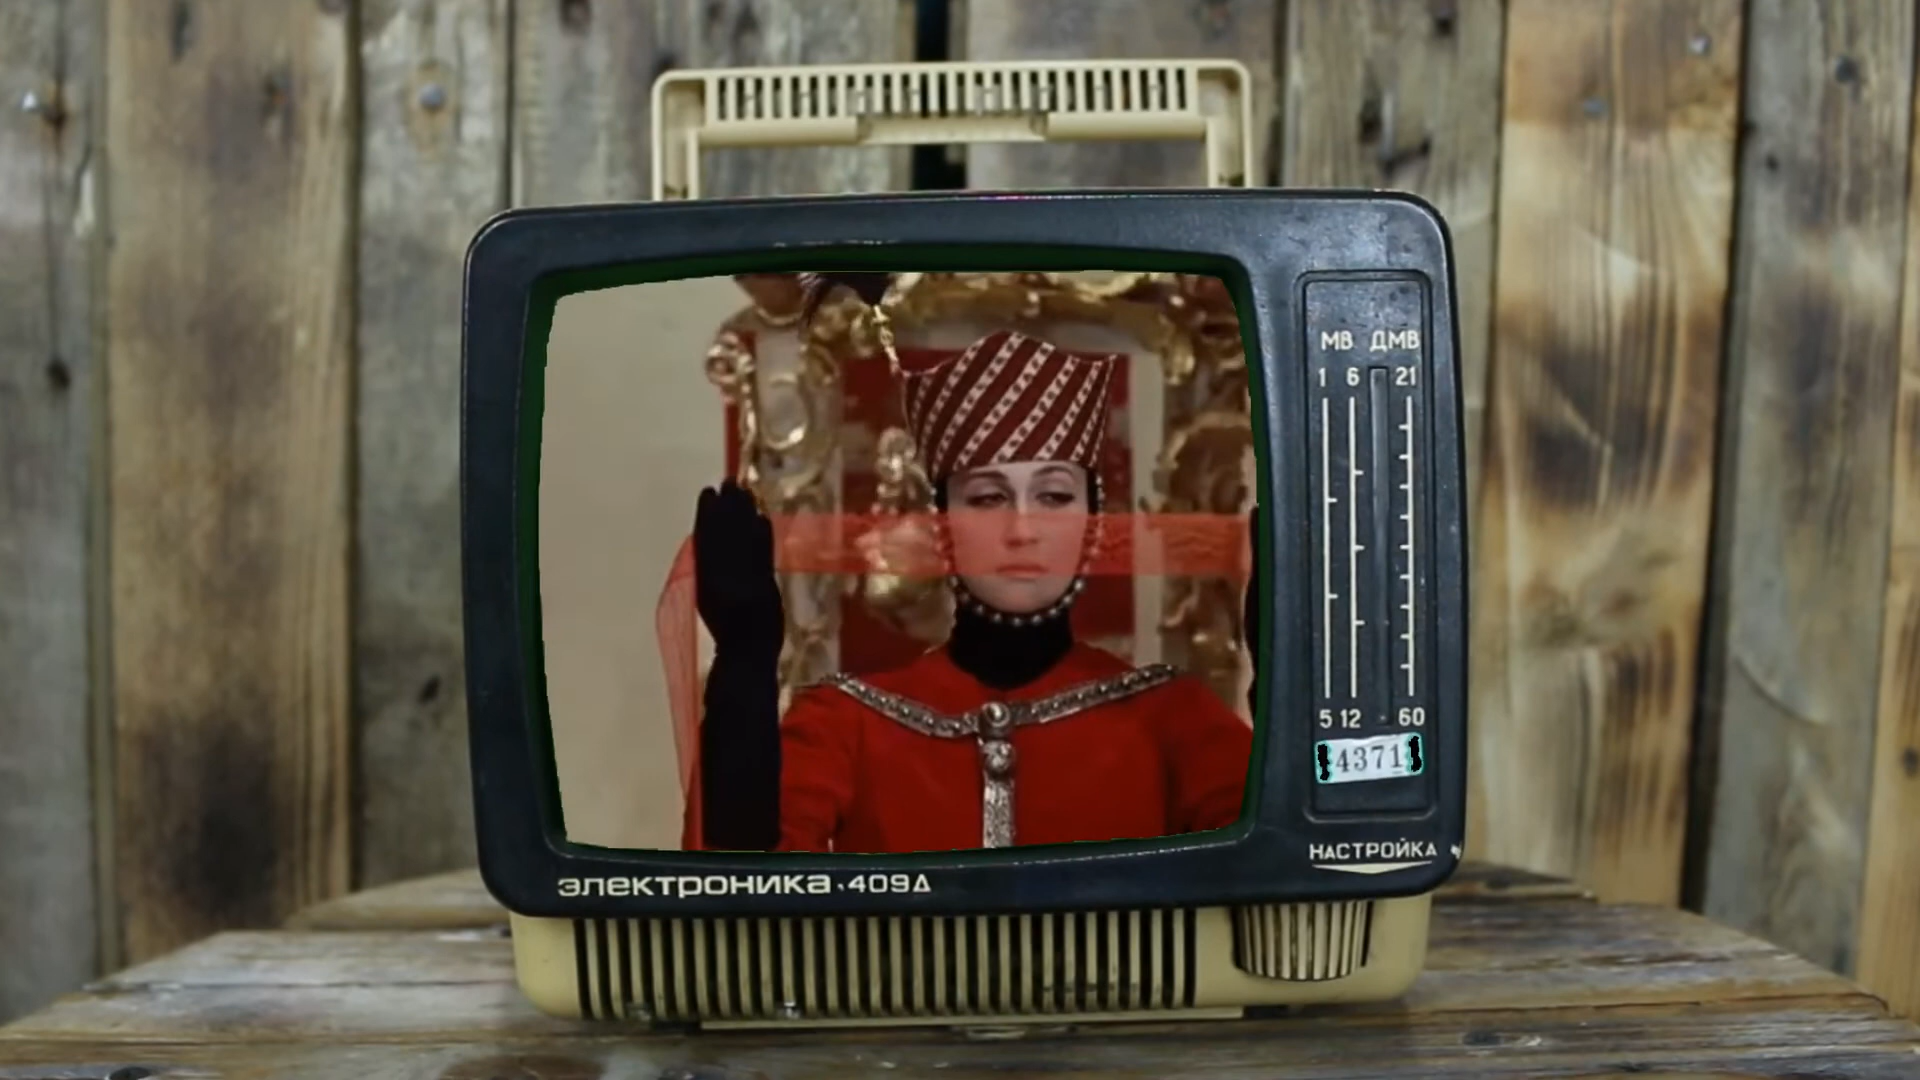 МВ ДМВ
1 6 21
5 12 60
4371
НАСТРОЙКА
электроника·409Д